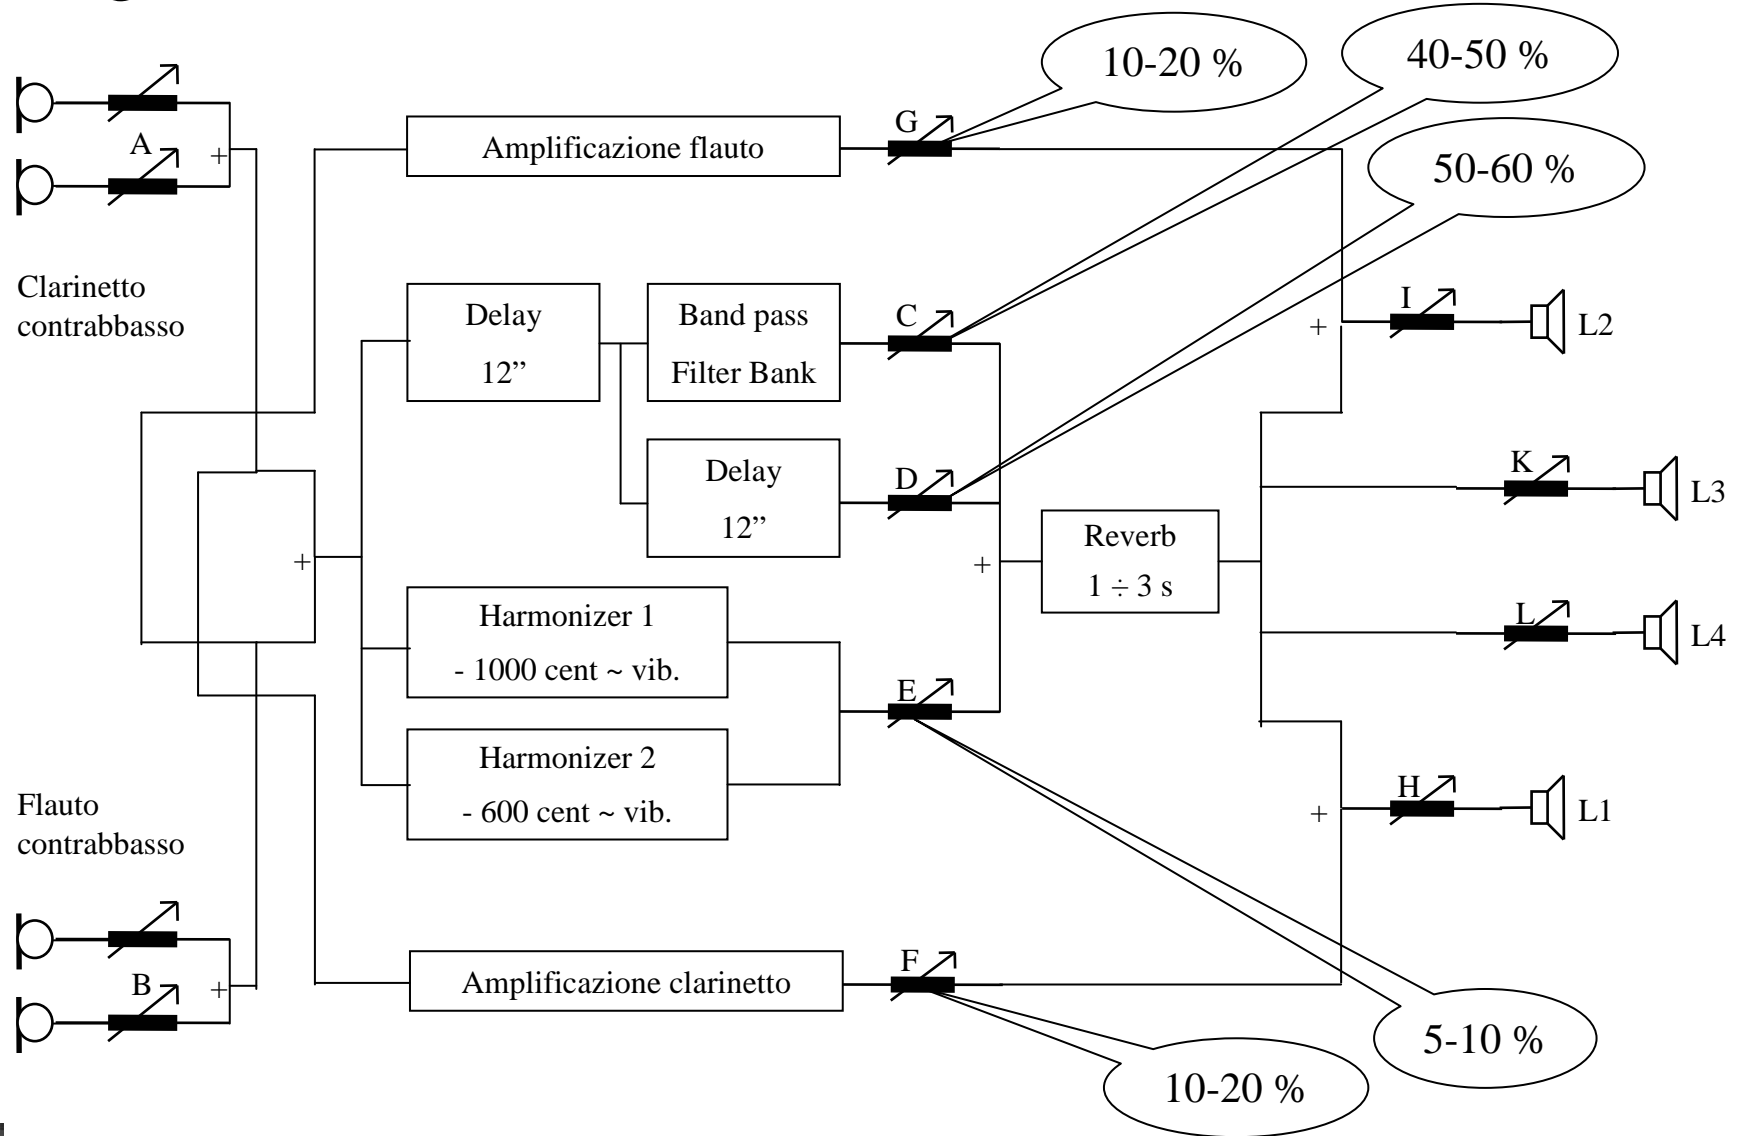 10-20 %
40-50 %
50-60 %
A
+
G
Amplificazione flauto
Clarinetto
contrabbasso
Delay
12”
Band pass
Filter Bank
C
I
+
L2
Delay
12”
D
K
L3
+
+
Reverb
1 ÷ 3 s
Harmonizer 1
- 1000 cent ~ vib.
E
L
L4
Harmonizer 2
- 600 cent ~ vib.
H
+
L1
Flauto
contrabbasso
B
+
Amplificazione clarinetto
F
5-10 %
10-20 %